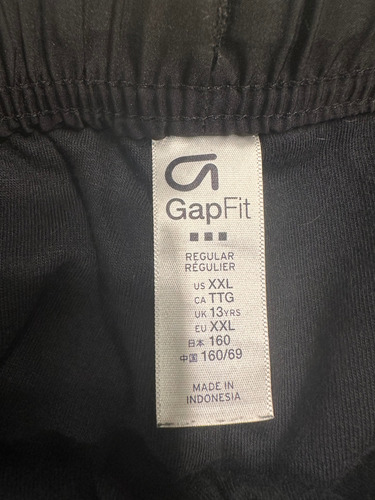 GapFit
REGULAR
RÉGULIER
US XXL
CA TTG
UK 13YRS
EU XXL
日本 160
中国 160/69
MADE IN
INDONESIA